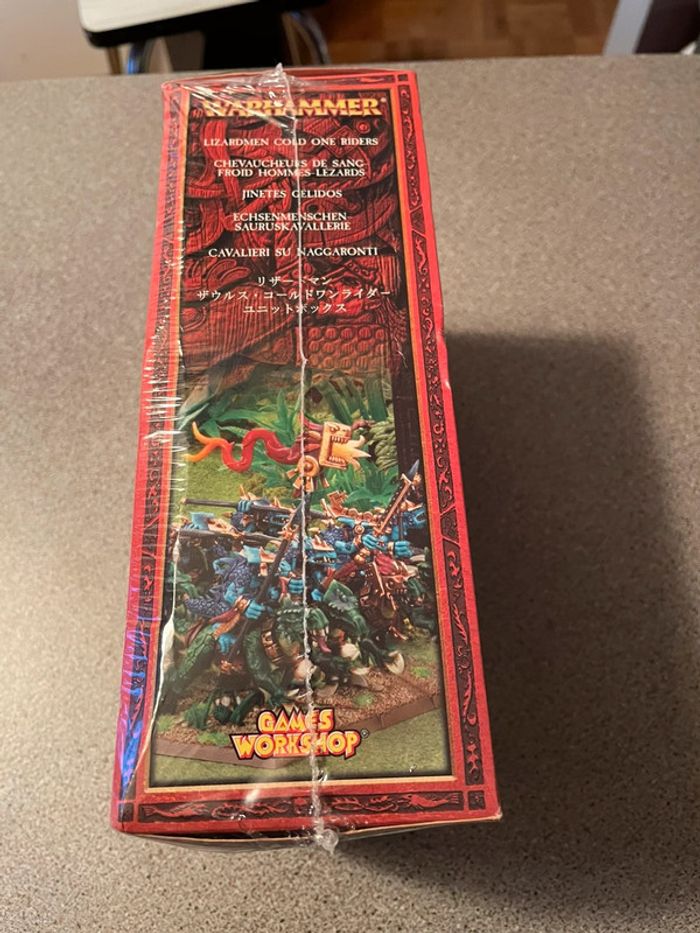 WARHAMMER®
LIZARDMEN COLD ONE RIDERS
CHEVAUCHEURS DE SANG
FROID HOMMES-LEZARDS
JINETES GELIDOS
ECHSENMENSCHEN
SAURUSKAVALLERIE
CAVALIERI SU NAGGARONTI
リザードマン
ザウルス・コールドワンライダー
ユニットボックス
GAMES
WORKSHOP®